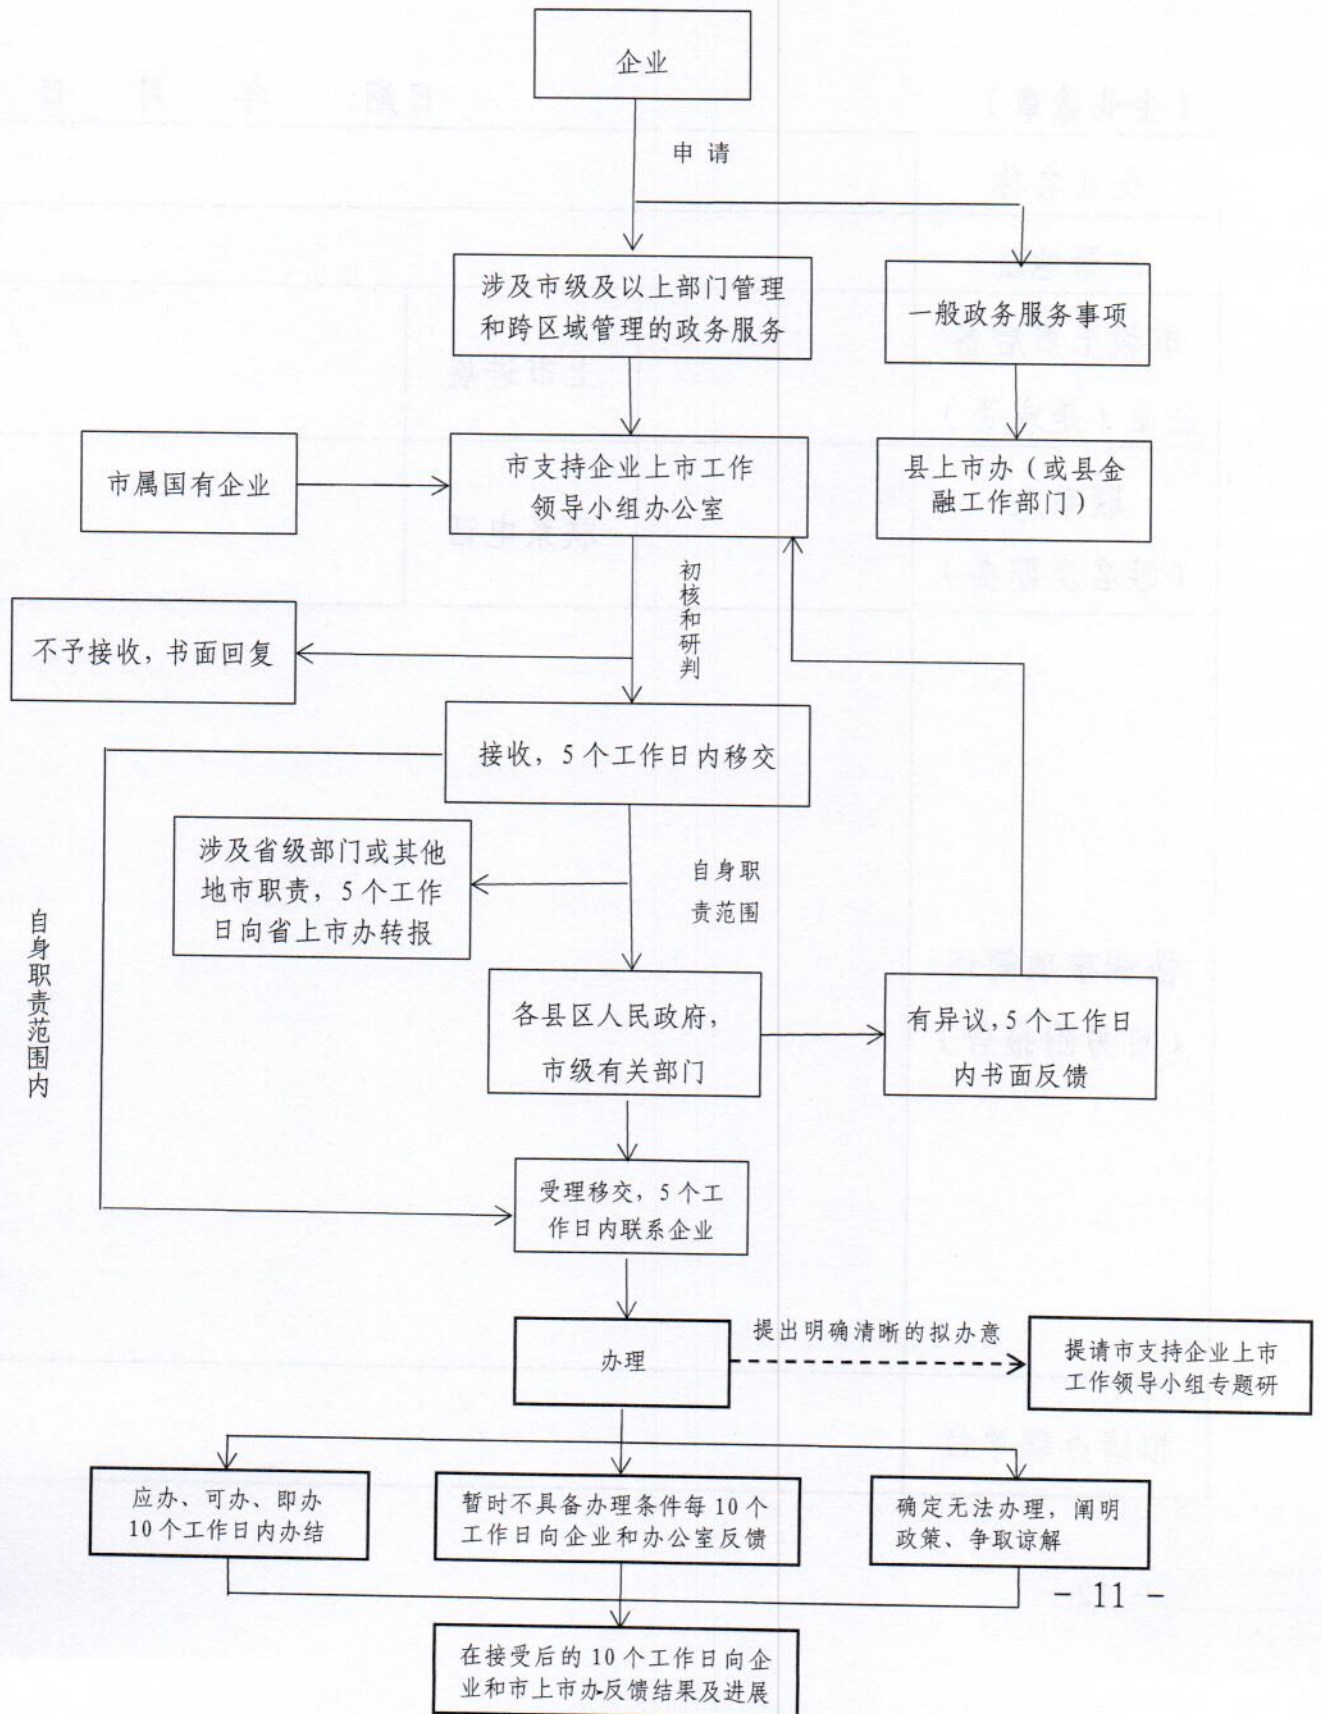 企业
申 请
涉及市级及以上部门管理
和跨区域管理的政务服务
一般政务服务事项
市属国有企业
市支持企业上市工作
领导小组办公室
县上市办（或县金
融工作部门）
初核和研判
不予接收，书面回复
接收，5 个工作日内移交
涉及省级部门或其他
地市职责，5 个工作
日向省上市办转报
自身职
责范围
自身职责范围内
各县区人民政府，
市级有关部门
有异议，5 个工作日
内书面反馈
受理移交，5 个工
作日内联系企业
办理
提出明确清晰的拟办意
提请市支持企业上市
工作领导小组专题研
应办、可办、即办
10 个工作日内办结
暂时不具备办理条件每 10 个
工作日向企业和办公室反馈
确定无法办理，阐明
政策、争取谅解
- 11 -
在接受后的 10 个工作日向企
业和市上市办反馈结果及进展